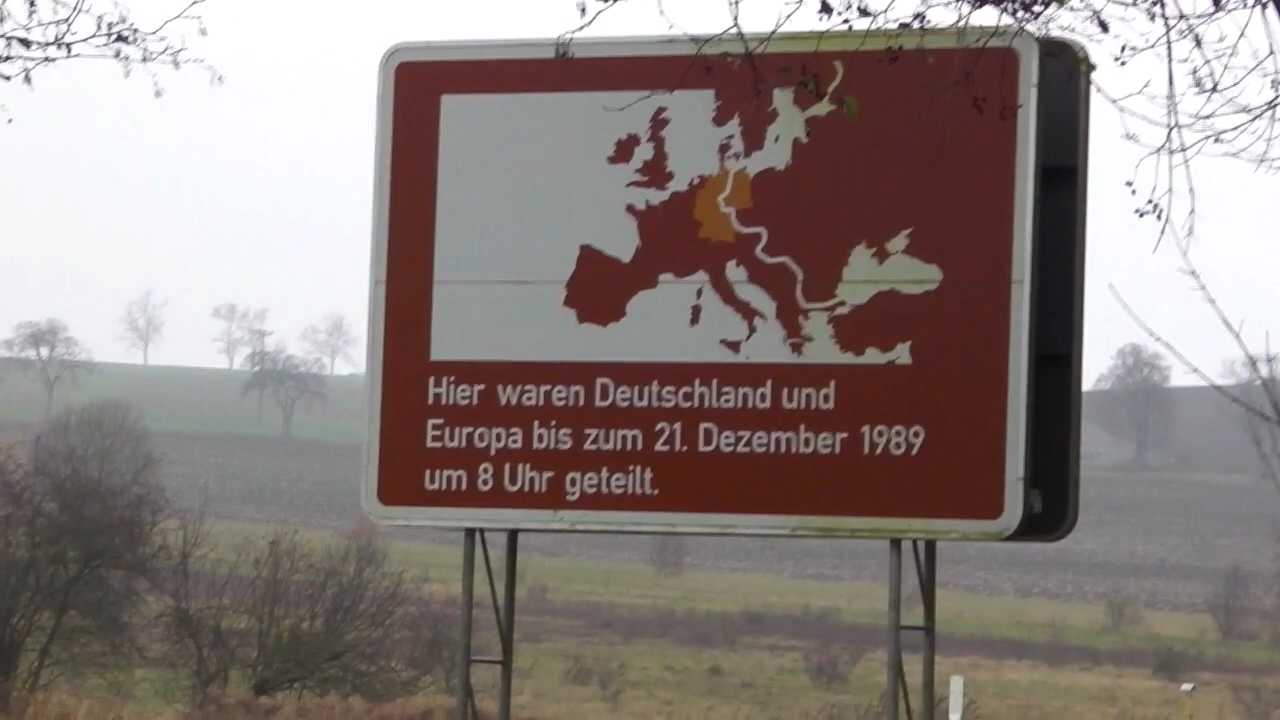 Hier waren Deutschland und
Europa bis zum 21. Dezember 1989
um 8 Uhr geteilt.